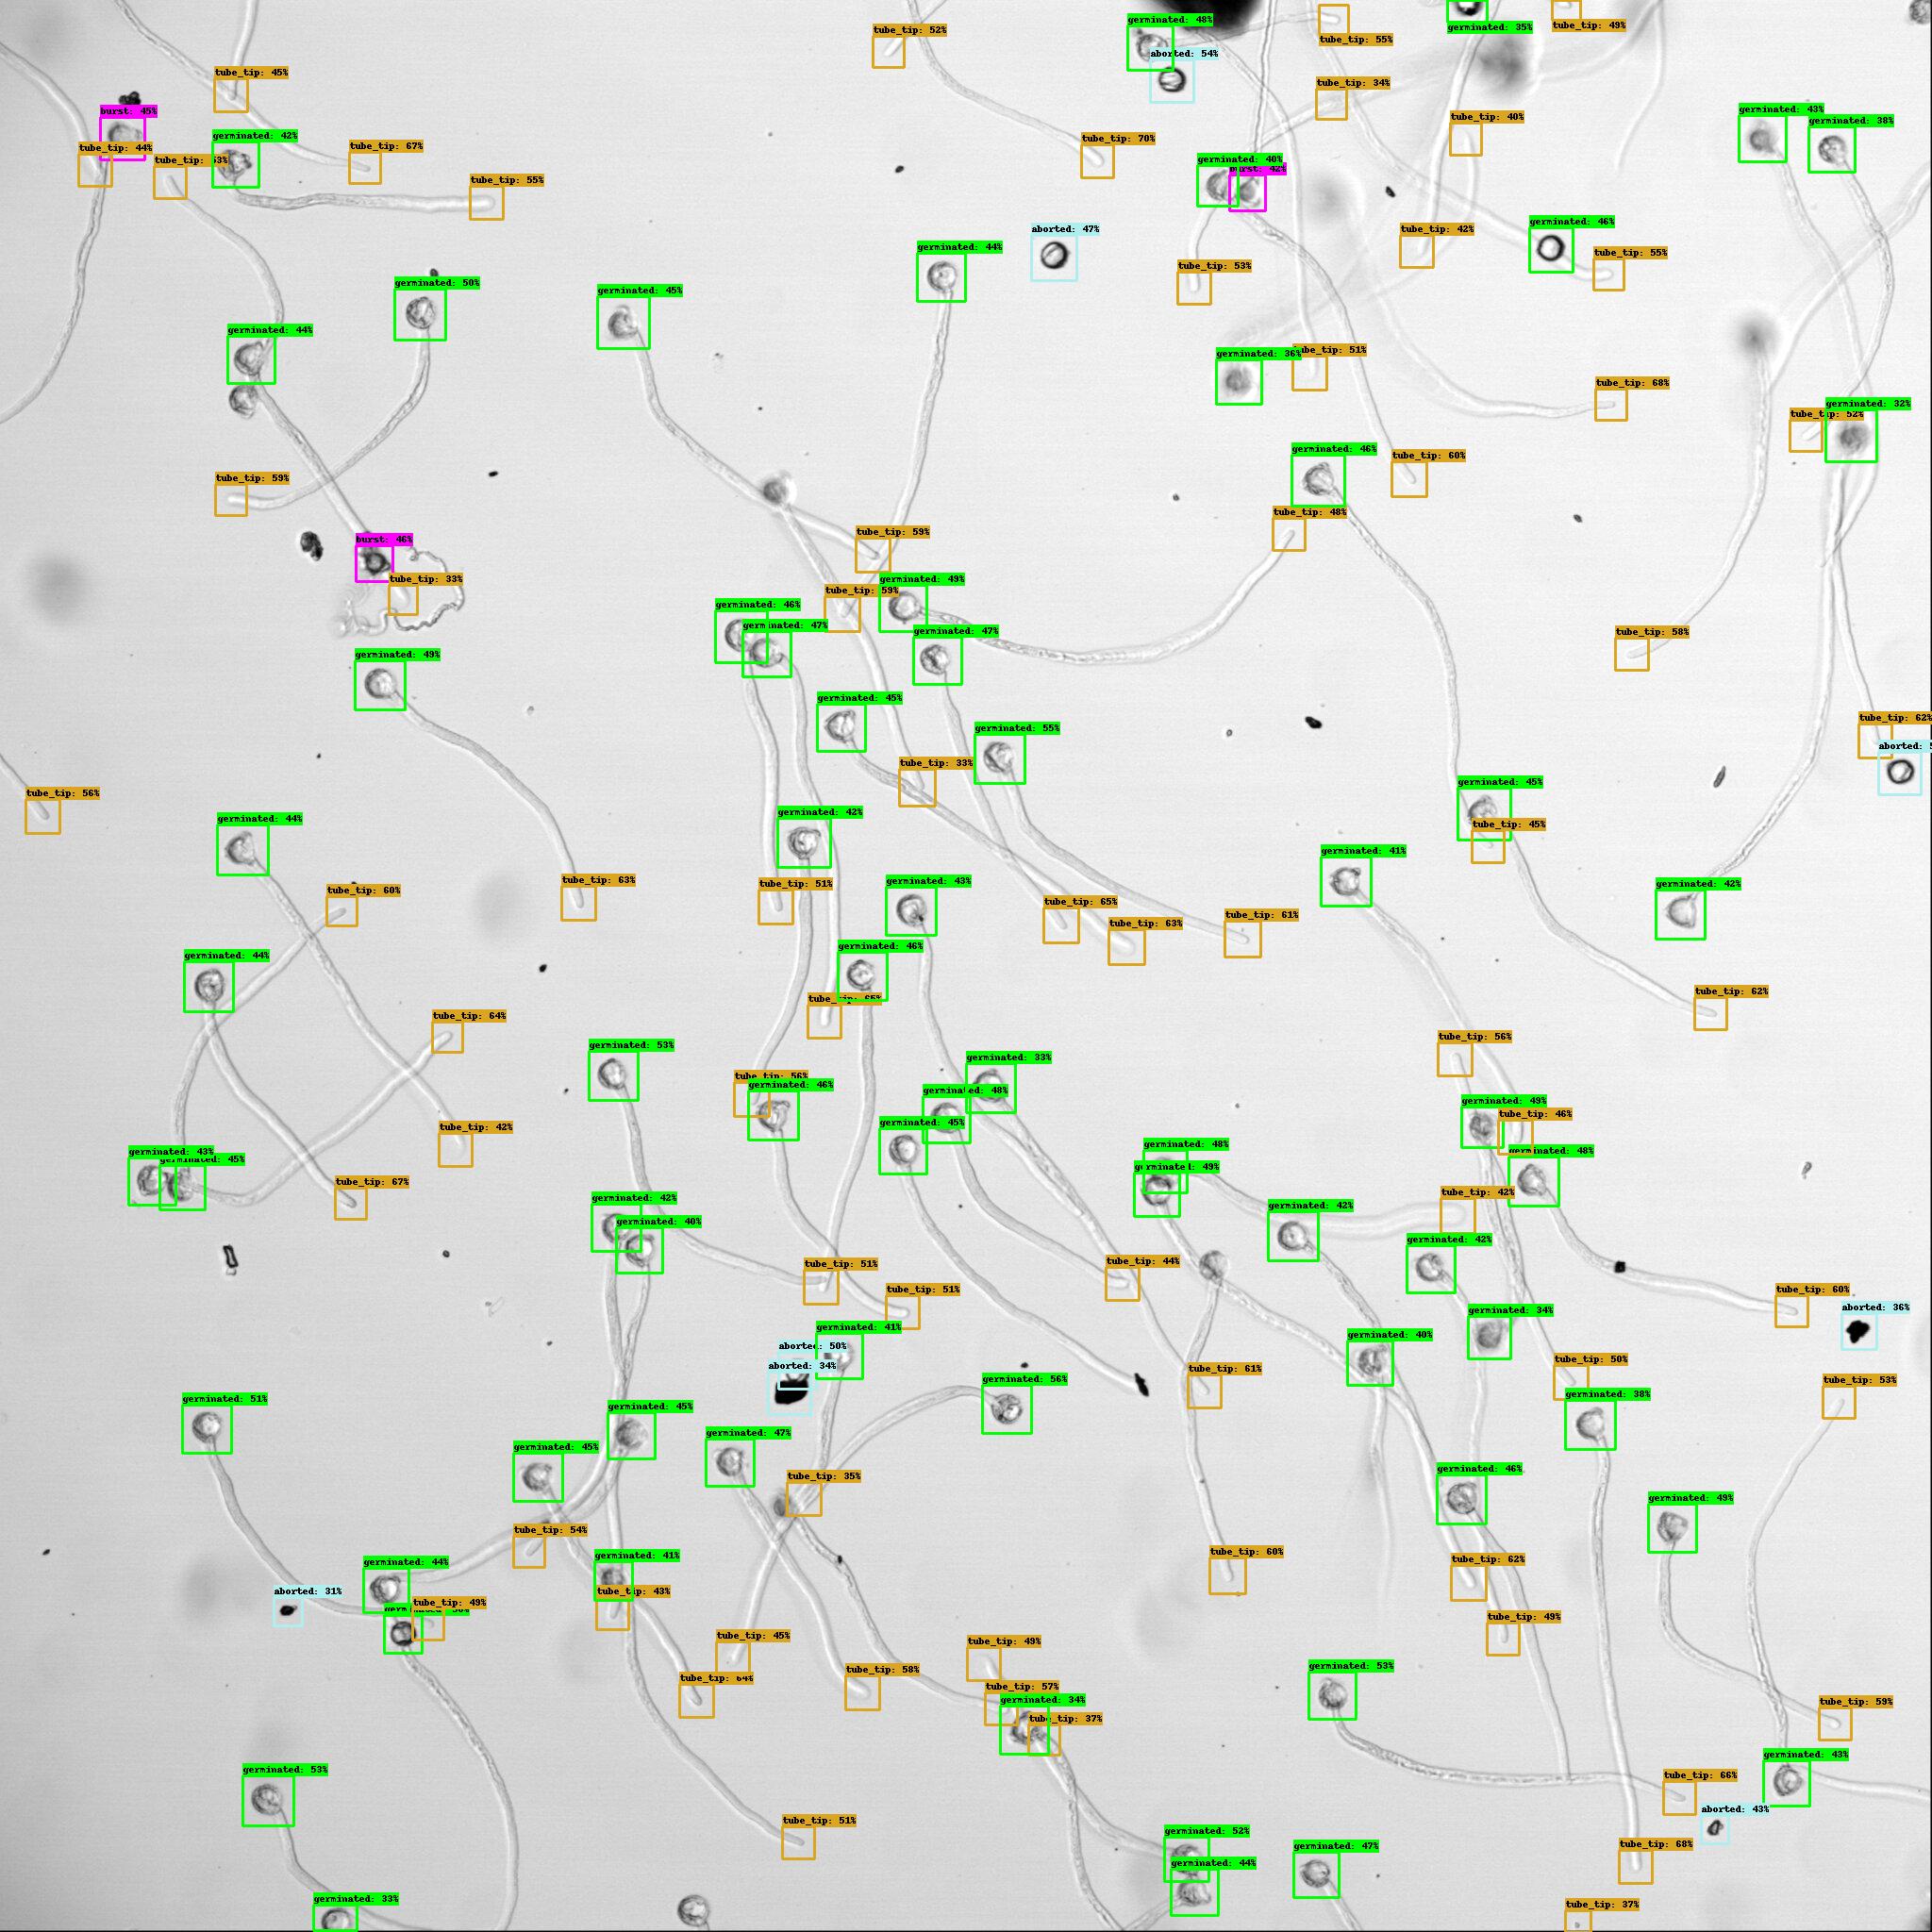 germinated: 48%
germinated: 35%
tube_tip: 49%
tube_tip: 52%
tube_tip: 55%
aborted: 54%
tube_tip: 45%
tube_tip: 34%
burst: 45%
germinated: 43%
tube_tip: 40%
germinated: 38%
germinated: 42%
tube_tip: 70%
tube_tip: 44%
tube_tip: 67%
germinated: 40%
burst: 42%
tube_tip: 55%
germinated: 46%
aborted: 47%
tube_tip: 42%
germinated: 44%
tube_tip: 55%
tube_tip: 53%
germinated: 50%
germinated: 45%
germinated: 44%
tube_tip: 51%
germinated: 36%
tube_tip: 68%
germinated: 32%
germinated: 46%
tube_tip: 60%
tube_tip: 59%
tube_tip: 48%
tube_tip: 59%
burst: 46%
tube_tip: 33%
germinated: 49%
tube_tip: 59%
germinated: 46%
germinated: 47%
germinated: 47%
tube_tip: 58%
germinated: 49%
germinated: 45%
tube_tip: 62%
germinated: 55%
aborted:
tube_tip: 33%
germinated: 45%
tube_tip: 56%
germinated: 44%
germinated: 42%
tube_tip: 45%
germinated: 41%
tube_tip: 63%
tube_tip: 51%
germinated: 43%
germinated: 42%
tube_tip: 60%
tube_tip: 65%
tube_tip: 61%
tube_tip: 63%
germinated: 46%
germinated: 44%
tube_tip: 65%
tube_tip: 62%
tube_tip: 64%
tube_tip: 56%
germinated: 53%
germinated: 33%
tube_tip: 56%
germinated: 46%
germinated: 48%
germinated: 49%
tube_tip: 46%
germinated: 45%
tube_tip: 42%
germinated: 48%
germinated: 43%
germinated: 48%
germinated: 45%
germinated: 49%
tube_tip: 67%
tube_tip: 42%
germinated: 42%
germinated: 42%
germinated: 40%
germinated: 42%
tube_tip: 51%
tube_tip: 44%
tube_tip: 51%
tube_tip: 60%
aborted: 36%
germinated: 34%
germinated: 41%
germinated: 40%
aborted: 50%
aborted: 34%
tube_tip: 50%
tube_tip: 61%
germinated: 56%
tube_tip: 53%
germinated: 38%
germinated: 51%
germinated: 45%
germinated: 47%
germinated: 45%
germinated: 46%
tube_tip: 35%
germinated: 49%
tube_tip: 54%
tube_tip: 60%
germinated: 41%
germinated: 44%
tube_tip: 62%
aborted: 31%
tube_tip: 43%
tube_tip: 49%
tube_tip: 49%
tube_tip: 45%
tube_tip: 49%
germinated: 53%
tube_tip: 58%
tube_tip: 64%
tube_tip: 57%
germinated: 34%
tube_tip: 59%
tube_tip: 37%
germinated: 43%
germinated: 53%
tube_tip: 66%
aborted: 43%
tube_tip: 51%
germinated: 52%
tube_tip: 68%
germinated: 47%
germinated: 44%
germinated: 33%
tube_tip: 37%